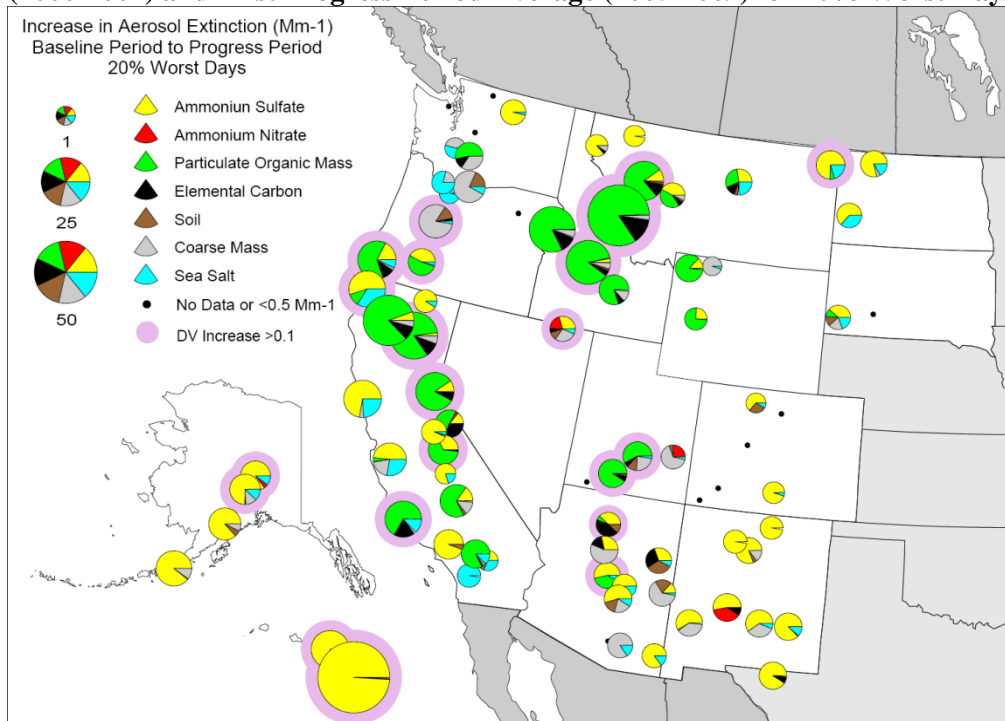 Increase in Aerosol Extinction (Mm-1)
Baseline Period to Progress Period
20% Worst Days
1
25
50
Ammoniun Sulfate
Ammonium Nitrate
Particulate Organic Mass
Elemental Carbon
Soil
Coarse Mass
Sea Salt
No Data or <0.5 Mm-1
DV Increase >0.1